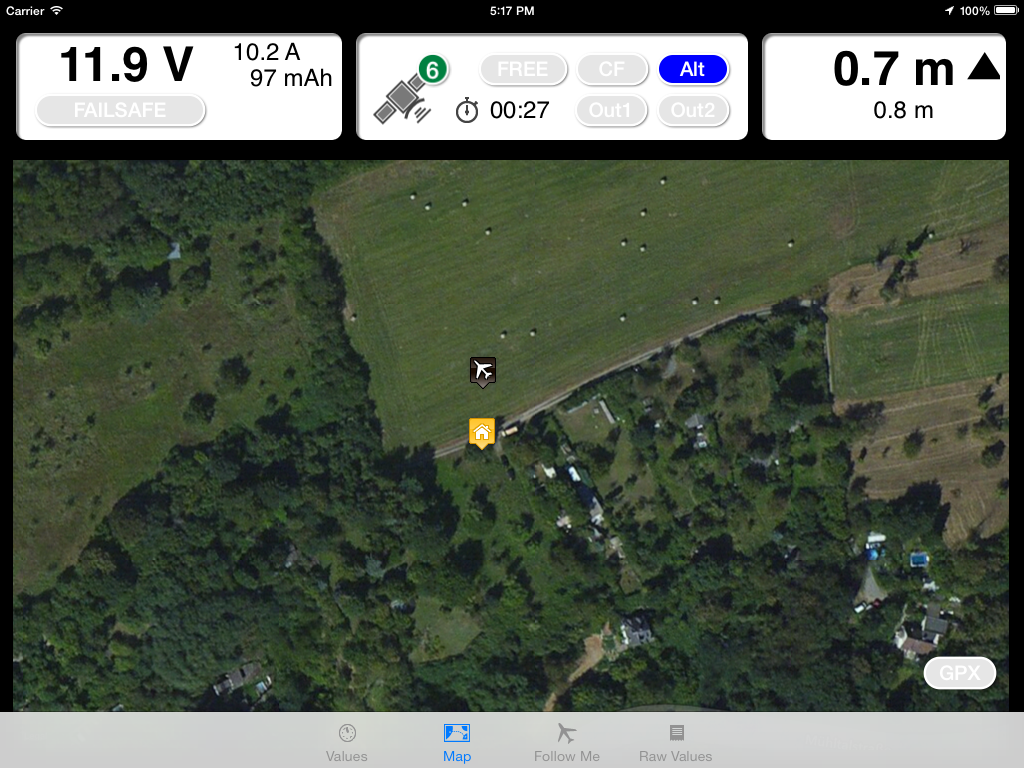 Carrier 5:17 PM 100%
11.9 V 10.2 A
97 mAh
FAILSAFE
6 FREE CF Alt
00:27 Out1 Out2
0.7 m
0.8 m
GPX
Values Map Follow Me Raw Values